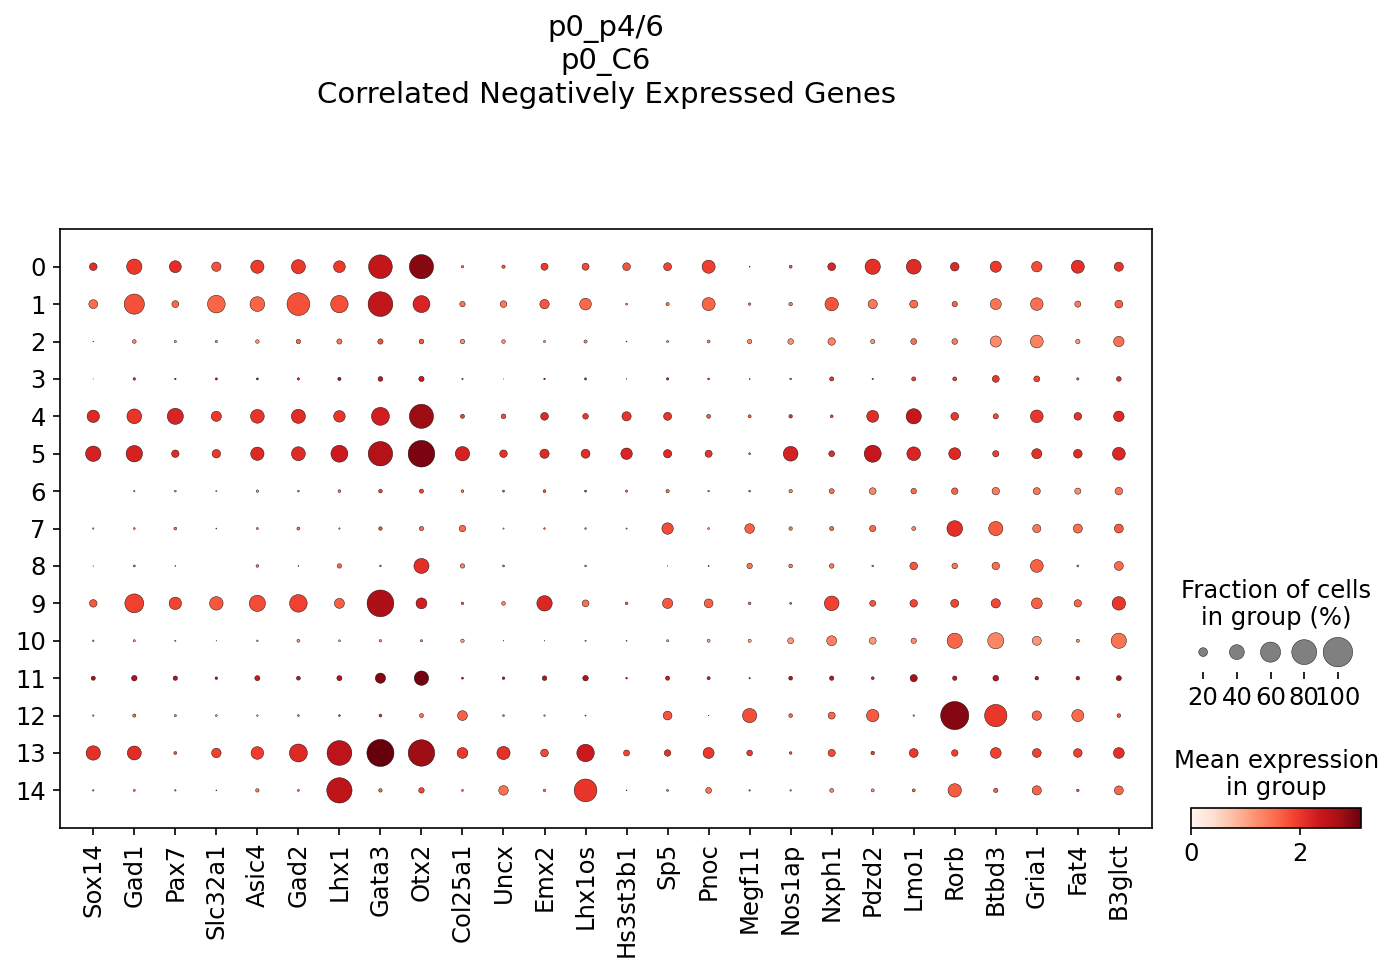 p0_p4/6
p0_C6
Correlated Negatively Expressed Genes
0
1
2
3
4
5
6
7
8
9
10
11
12
13
14
Sox14
Gad1
Pax7
Slc32a1
Asic4
Gad2
Lhx1
Gata3
Otx2
Col25a1
Uncx
Emx2
Lhx1os
Hs3st3b1
Sp5
Pnoc
Megf11
Nos1ap
Nxph1
Pdzd2
Lmo1
Rorb
Btbd3
Gria1
Fat4
B3glct
Fraction of cells
in group (%)
20 40 60 80 100
Mean expression
in group
0 2